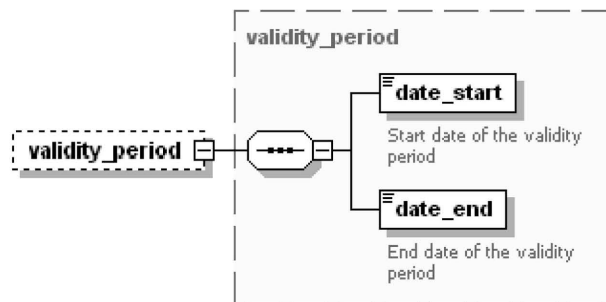 validity_period
validity_period
date_start
Start date of the validity
period
date_end
End date of the validity
period